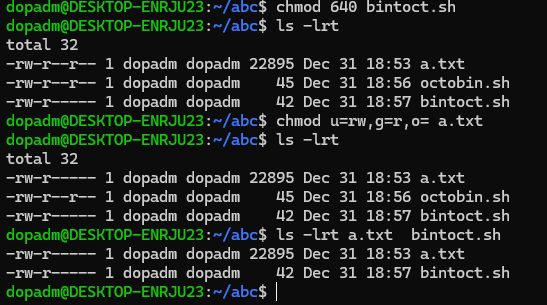 dopadm@DESKTOP-ENRJU23:~/abc$ chmod 640 bintoct.sh
dopadm@DESKTOP-ENRJU23:~/abc$ ls -lrt
total 32
-rw-r--r-- 1 dopadm dopadm 22895 Dec 31 18:53 a.txt
-rw-r--r-- 1 dopadm dopadm    45 Dec 31 18:56 octobin.sh
-rw-r----- 1 dopadm dopadm    42 Dec 31 18:57 bintoct.sh
dopadm@DESKTOP-ENRJU23:~/abc$ chmod u=rw,g=r,o= a.txt
dopadm@DESKTOP-ENRJU23:~/abc$ ls -lrt
total 32
-rw-r----- 1 dopadm dopadm 22895 Dec 31 18:53 a.txt
-rw-r--r-- 1 dopadm dopadm    45 Dec 31 18:56 octobin.sh
-rw-r----- 1 dopadm dopadm    42 Dec 31 18:57 bintoct.sh
dopadm@DESKTOP-ENRJU23:~/abc$ ls -lrt a.txt  bintoct.sh
-rw-r----- 1 dopadm dopadm 22895 Dec 31 18:53 a.txt
-rw-r----- 1 dopadm dopadm    42 Dec 31 18:57 bintoct.sh
dopadm@DESKTOP-ENRJU23:~/abc$